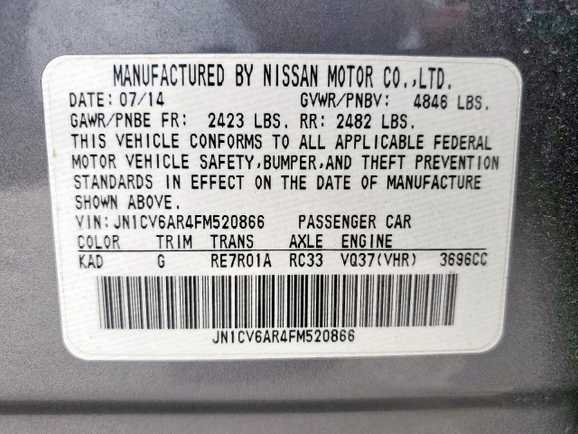 MANUFACTURED BY NISSAN MOTOR CO.,LTD.
DATE: 07/14 GVWR/PNBV: 4846 LBS.
GAWR/PNBE FR: 2423 LBS. RR: 2482 LBS.
THIS VEHICLE CONFORMS TO ALL APPLICABLE FEDERAL
MOTOR VEHICLE SAFETY,BUMPER,AND THEFT PREVENTION
STANDARDS IN EFFECT ON THE DATE OF MANUFACTURE
SHOWN ABOVE.
VIN: JN1CV6AR4FM520866 PASSENGER CAR
COLOR TRIM TRANS AXLE ENGINE
KAD G RE7R01A RC33 VQ37(VHR) 3696CC
JN1CV6AR4FM520866